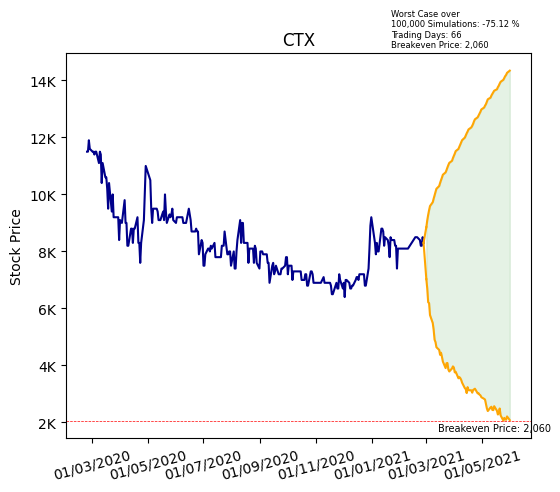 Worst Case over
100,000 Simulations: -75.12 %
Trading Days: 66
Breakeven Price: 2,060
CTX
Stock Price
14K
12K
10K
8K
6K
4K
2K
Breakeven Price: 2,060
01/03/2020
01/05/2020
01/07/2020
01/09/2020
01/11/2020
01/01/2021
01/03/2021
01/05/2021